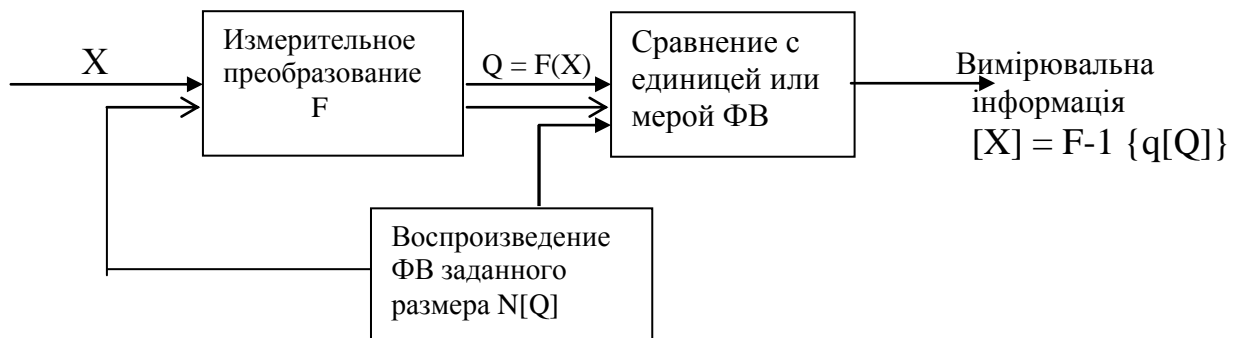 X
Измерительное
преобразование
F
Q = F(X)
Сравнение с
единицей или
мерой ФВ
Вимірювальна
інформація
[X] = F-1 {q[Q]}
Воспроизведение
ФВ заданного
размера N[Q]